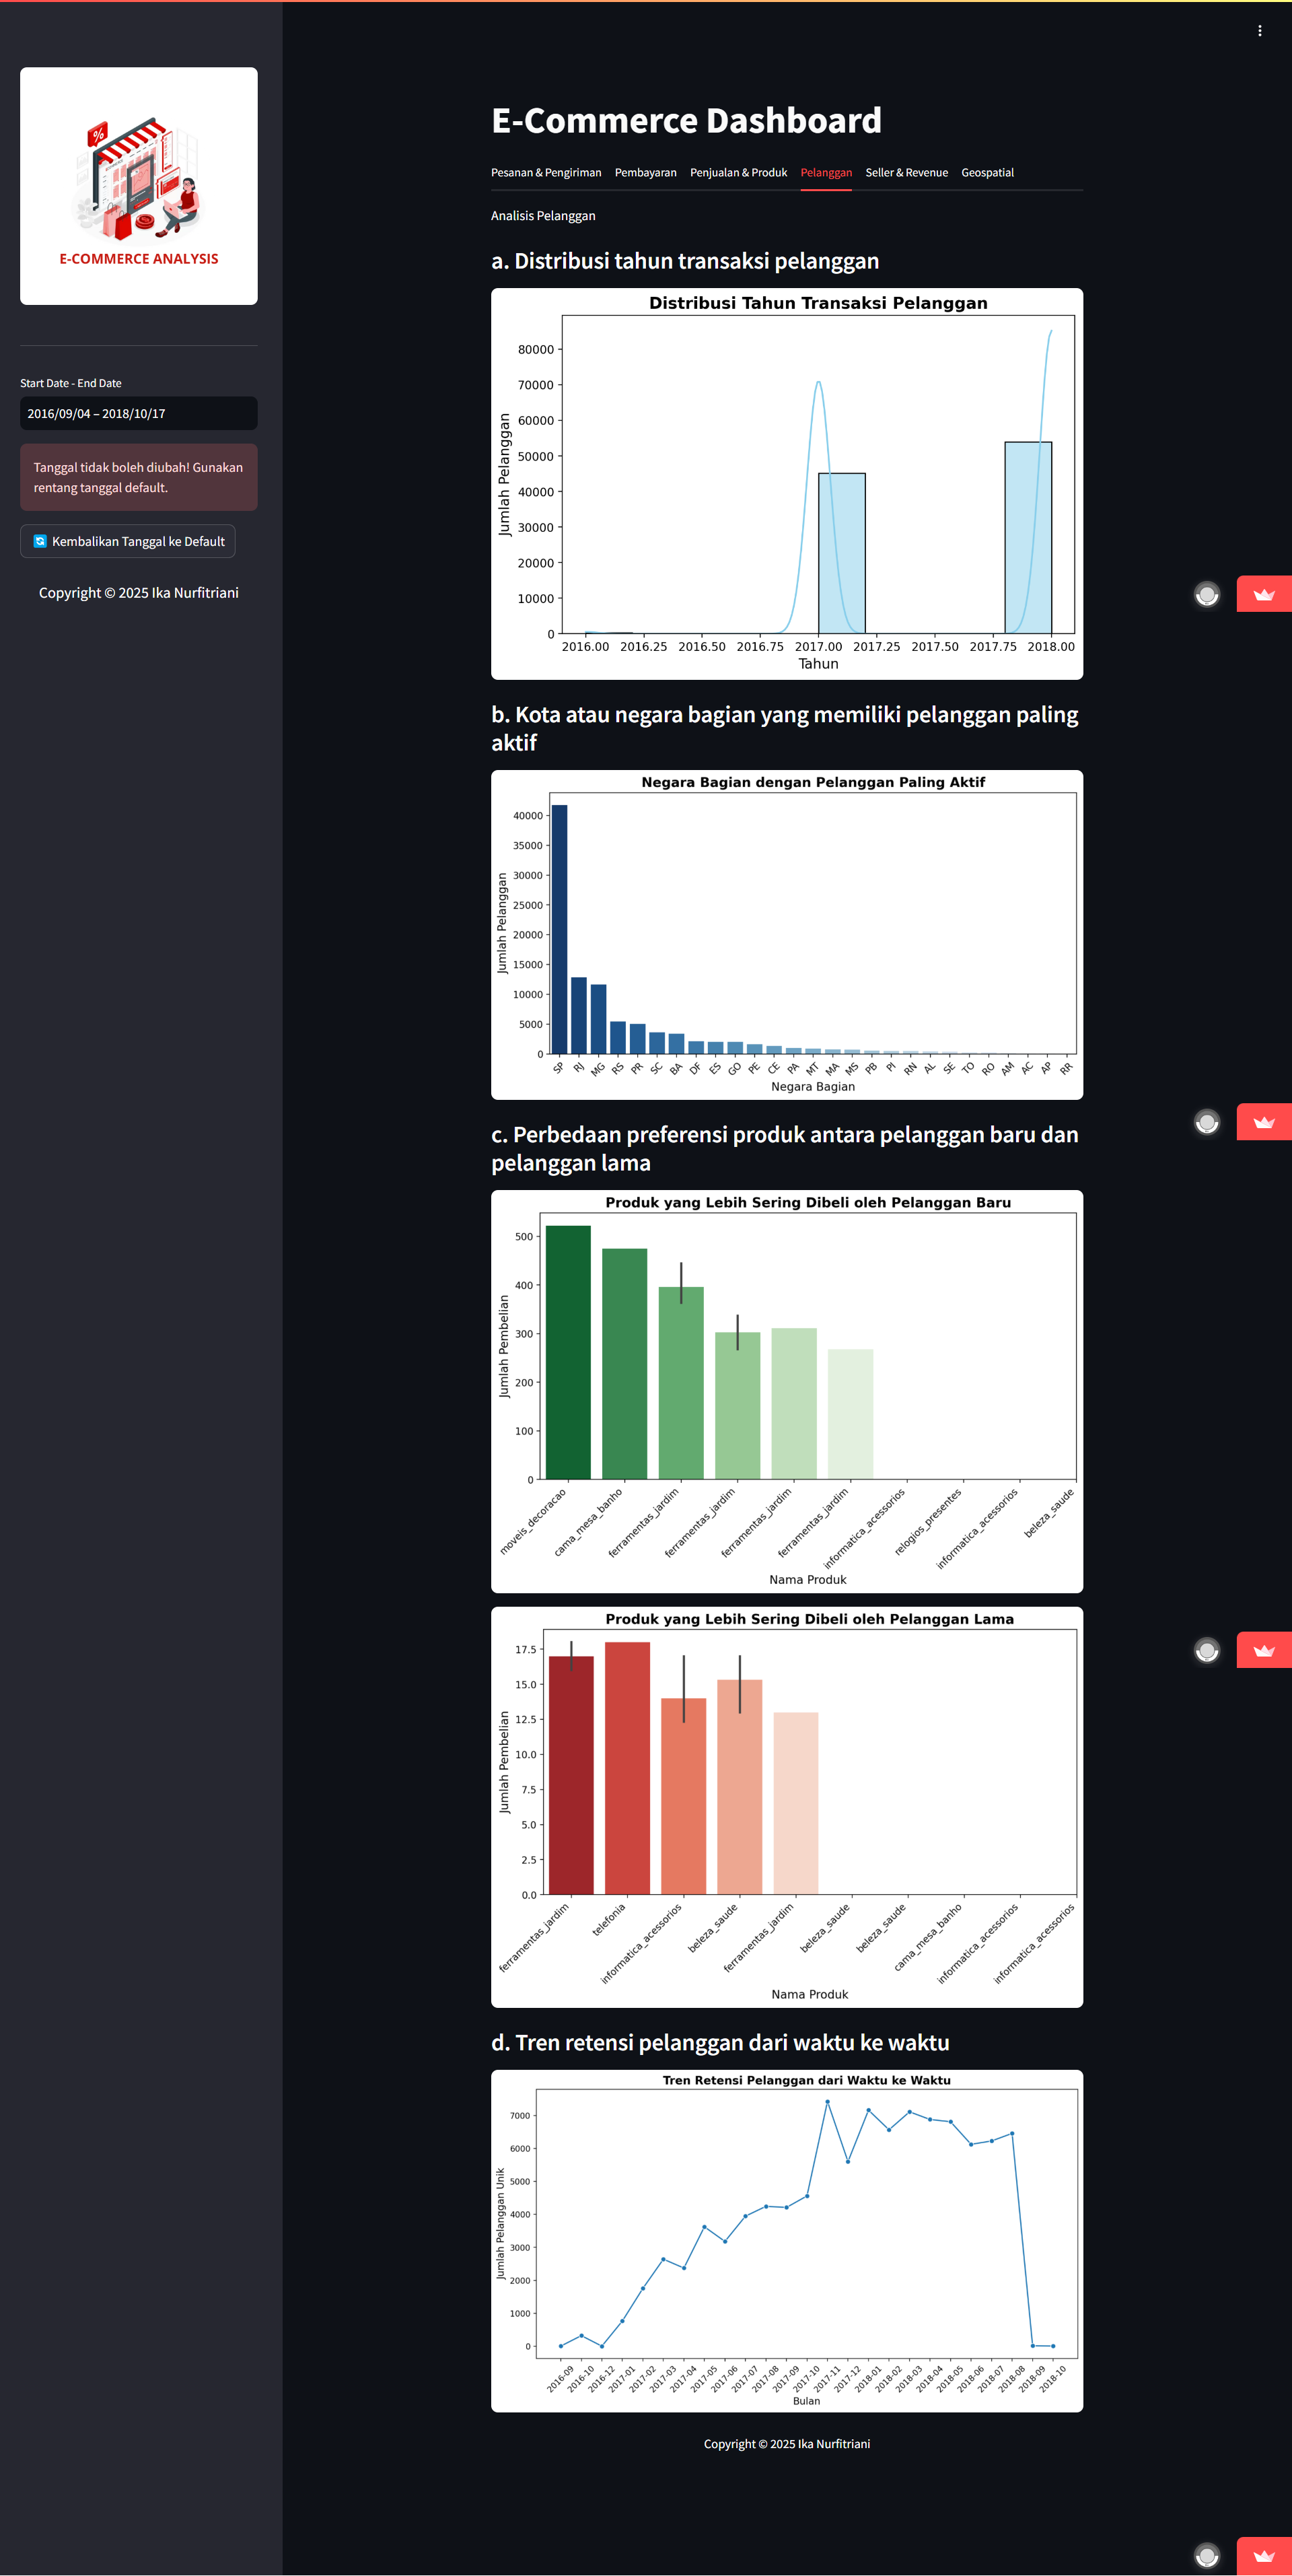 %
E-COMMERCE ANALYSIS
Start Date - End Date
2016/09/04 – 2018/10/17
Tanggal tidak boleh diubah! Gunakan
rentang tanggal default.
Kembalikan Tanggal ke Default
Copyright © 2025 Ika Nurfitriani
E-Commerce Dashboard
Pesanan & Pengiriman Pembayaran Penjualan & Produk Pelanggan Seller & Revenue Geospatial
Analisis Pelanggan
a. Distribusi tahun transaksi pelanggan
Distribusi Tahun Transaksi Pelanggan
Jumlah Pelanggan
80000
70000
60000
50000
40000
30000
20000
10000
0
2016.00 2016.25 2016.50 2016.75 2017.00 2017.25 2017.50 2017.75 2018.00
Tahun
b. Kota atau negara bagian yang memiliki pelanggan paling
aktif
Negara Bagian dengan Pelanggan Paling Aktif
Jumlah Pelanggan
40000
35000
30000
25000
20000
15000
10000
5000
0
SP RJ MG RS PR SC BA DF ES GO PE CE PA MT MA MS PB PI RN AL SE TO RO AM AC AP RR
Negara Bagian
c. Perbedaan preferensi produk antara pelanggan baru dan
pelanggan lama
Produk yang Lebih Sering Dibeli oleh Pelanggan Baru
Jumlah Pembelian
500
400
300
200
100
0
moveis_decoracao cama_mesa_banho ferramentas_jardim ferramentas_jardim ferramentas_jardim ferramentas_jardim informatica_acessorios relogios_presentes informatica_acessorios beleza_saude
Nama Produk
Produk yang Lebih Sering Dibeli oleh Pelanggan Lama
Jumlah Pembelian
17.5
15.0
12.5
10.0
7.5
5.0
2.5
0.0
ferramentas_jardim telefonia informatica_acessorios beleza_saude ferramentas_jardim beleza_saude beleza_saude cama_mesa_banho informatica_acessorios informatica_acessorios
Nama Produk
d. Tren retensi pelanggan dari waktu ke waktu
Tren Retensi Pelanggan dari Waktu ke Waktu
Jumlah Pelanggan Unik
7000
6000
5000
4000
3000
2000
1000
0
2016-09 2016-10 2016-12 2017-01 2017-02 2017-03 2017-04 2017-05 2017-06 2017-07 2017-08 2017-09 2017-10 2017-11 2017-12 2018-01 2018-02 2018-03 2018-04 2018-05 2018-06 2018-07 2018-08 2018-09 2018-10
Bulan
Copyright © 2025 Ika Nurfitriani